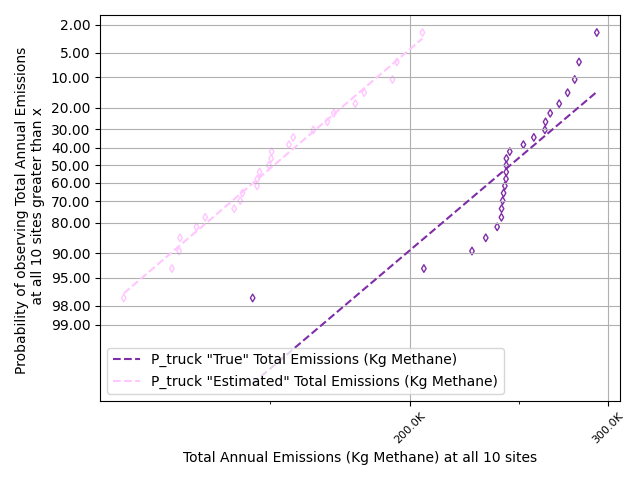 Probability of observing Total Annual Emissions
at all 10 sites greater than x
2.00
5.00
10.00
20.00
30.00
40.00
50.00
60.00
70.00
80.00
90.00
95.00
98.00
99.00
P_truck "True" Total Emissions (Kg Methane)
P_truck "Estimated" Total Emissions (Kg Methane)
200.0K
300.0K
Total Annual Emissions (Kg Methane) at all 10 sites